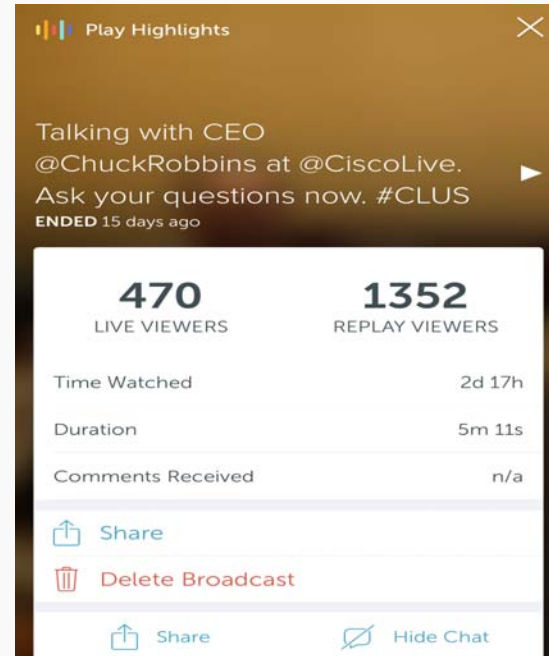 Play Highlights
Talking with CEO
@ChuckRobbins at @CiscoLive.
Ask your questions now. #CLUS
ENDED 15 days ago
470 1352
LIVE VIEWERS REPLAY VIEWERS
Time Watched 2d 17h
Duration 5m 11s
Comments Received n/a
Share
Delete Broadcast
Share Hide Chat